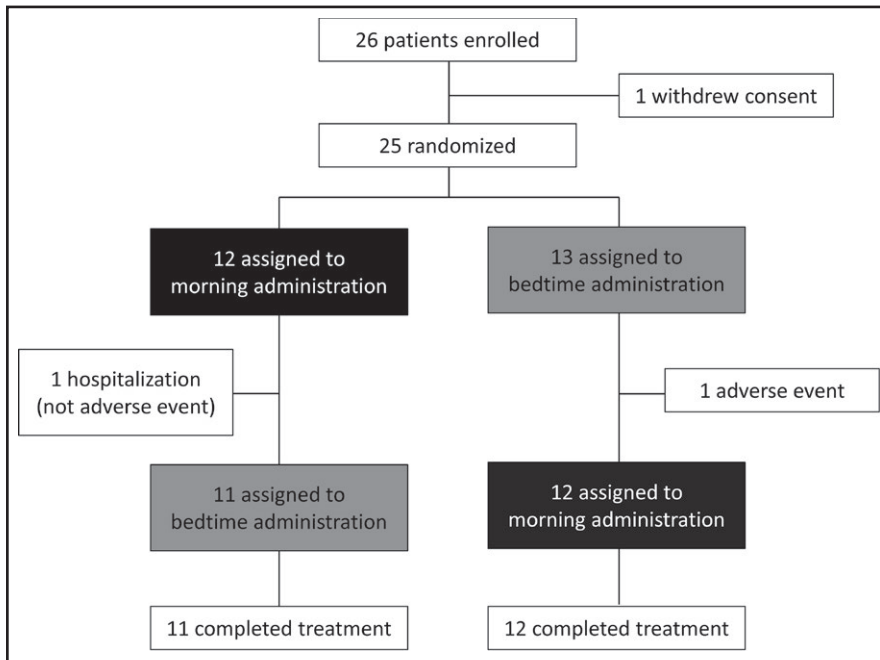 26 patients enrolled
1 withdrew consent
25 randomized
12 assigned to
morning administration
13 assigned to
bedtime administration
1 hospitalization
(not adverse event)
1 adverse event
11 assigned to
bedtime administration
12 assigned to
morning administration
11 completed treatment
12 completed treatment